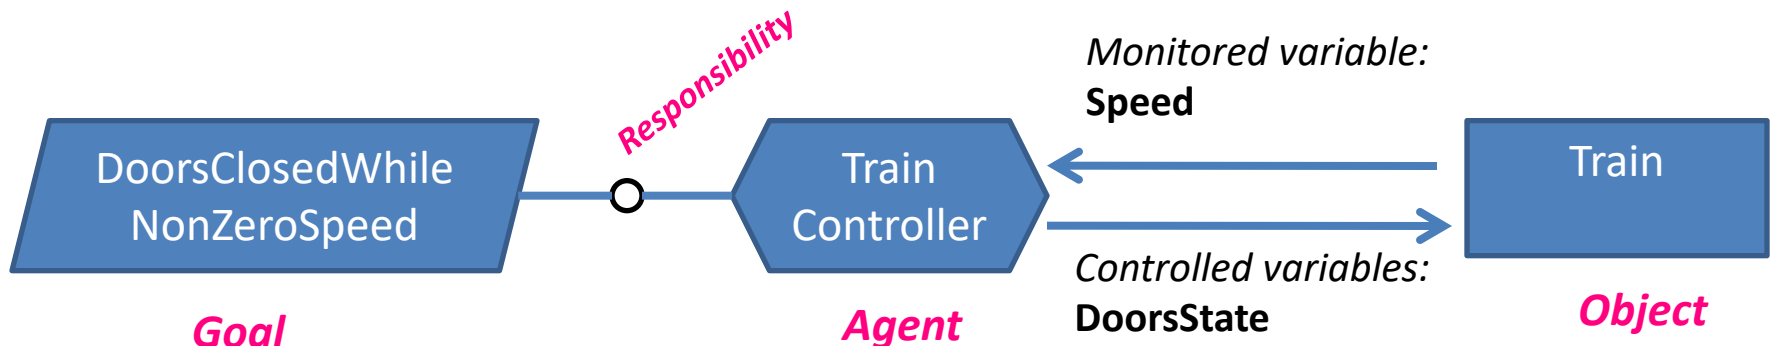 Responsibility
Monitored variable:
Speed
DoorsClosedWhile
NonZeroSpeed
Train
Controller
Train
Controlled variables:
DoorsState
Goal
Agent
Object